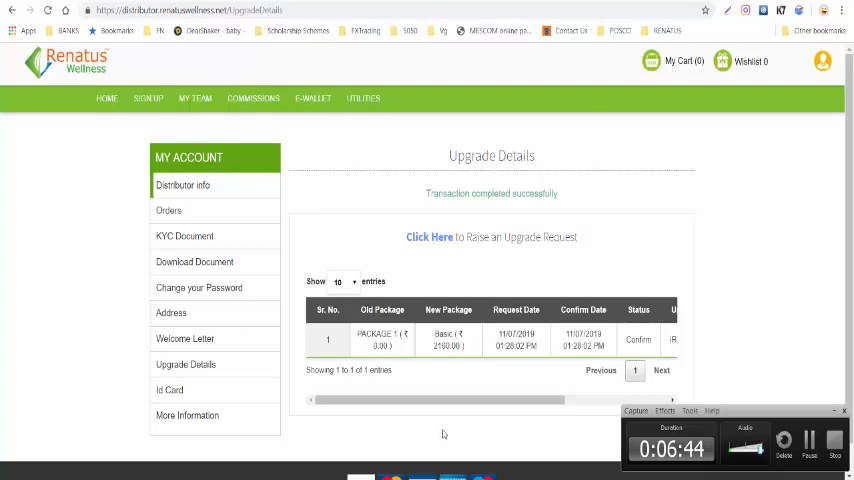 https://distributor.renatuswellness.net/UpgradeDetails
Apps BANKS Bookmarks FN DealShaker - baby - Scholarship Schemes FXTrading 5050 Vg MESCOM online pa... Contact Us POSCO RENATUS Other bookmarks
Renatus
Wellness
My Cart (0) Wishlist 0
HOME SIGN UP MY TEAM COMMISSIONS E-WALLET UTILITIES
MY ACCOUNT
Distributor info
Orders
KYC Document
Download Document
Change your Password
Address
Welcome Letter
Upgrade Details
Id Card
More Information
Upgrade Details
Transaction completed successfully
Click Here to Raise an Upgrade Request
Show 10 entries
Sr. No. Old Package New Package Request Date Confirm Date Status U
1 PACKAGE 1 ( ₹ 0.00 ) Basic ( ₹ 2160.00 ) 11/07/2019 01:28:02 PM 11/07/2019 01:28:02 PM Confirm IR
Showing 1 to 1 of 1 entries
Previous 1 Next
Capture Effects Tools Help
Duration
0:06:44
Audio
Delete Pause Stop